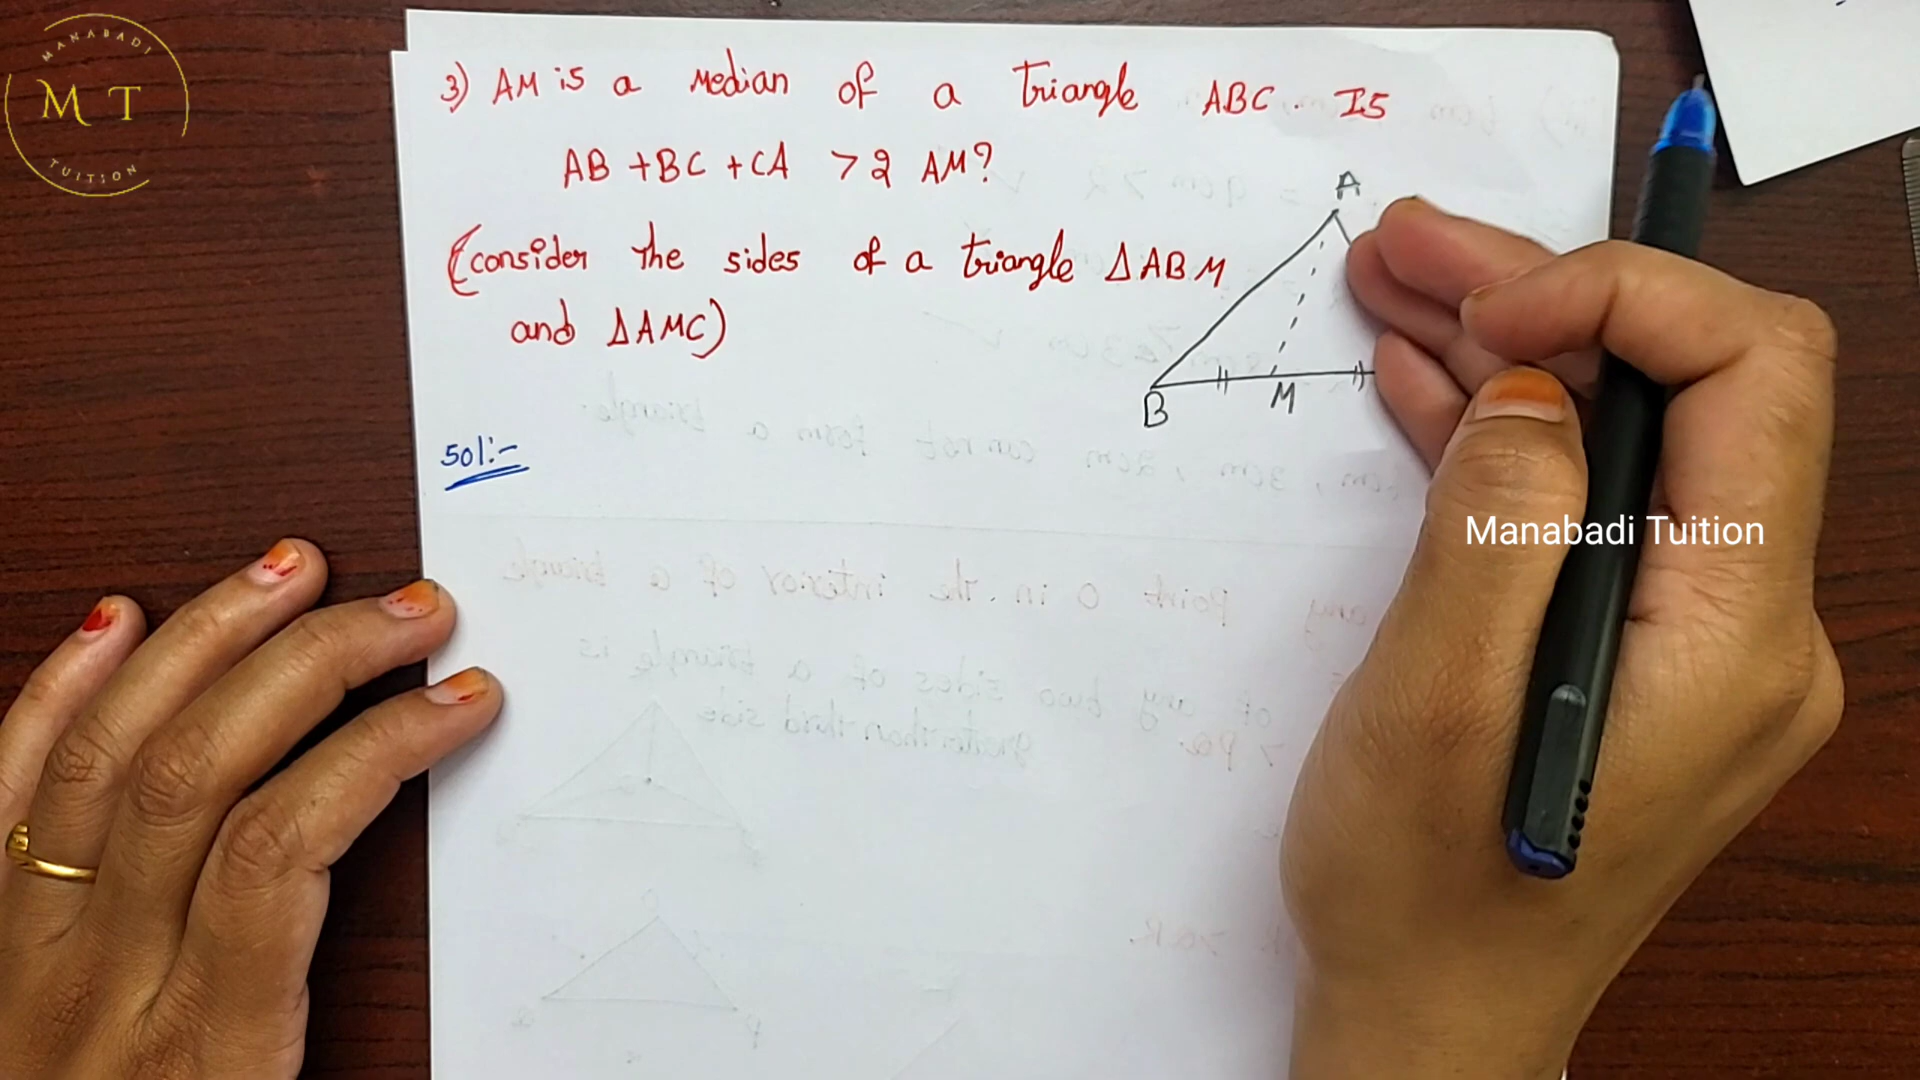 MANABADI
MT
TUITION
3) AM is a Median of a Triangle ABC. Is
AB + BC + CA > 2 AM?
(consider the sides of a triangle ΔABM
and ΔAMC)
A
B
M
Sol:-
Manabadi Tuition